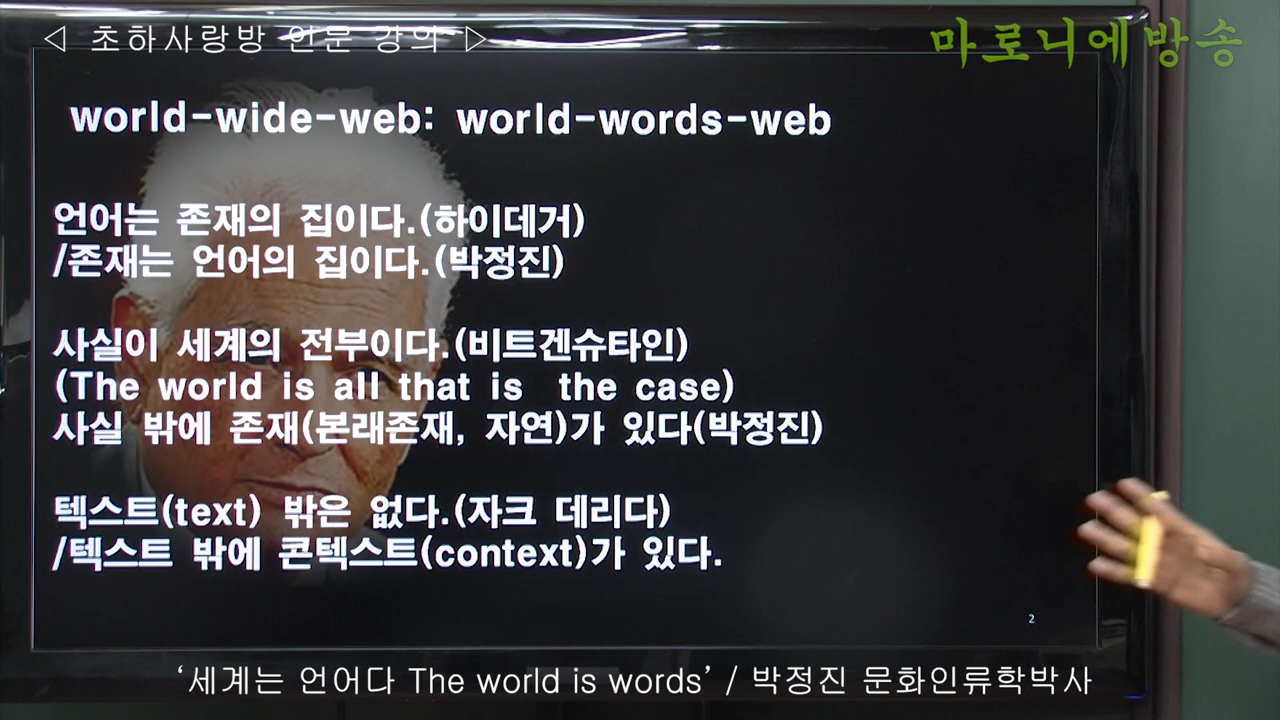 ◁ 초하사랑방 인문 강의 ▷
마로니에방송
world-wide-web: world-words-web
언어는 존재의 집이다.(하이데거)
/존재는 언어의 집이다.(박정진)
사실이 세계의 전부이다.(비트겐슈타인)
(The world is all that is the case)
사실 밖에 존재(본래존재, 자연)가 있다(박정진)
텍스트(text) 밖은 없다.(자크 데리다)
/텍스트 밖에 콘텍스트(context)가 있다.
2
‘세계는 언어다 The world is words’ / 박정진 문화인류학박사